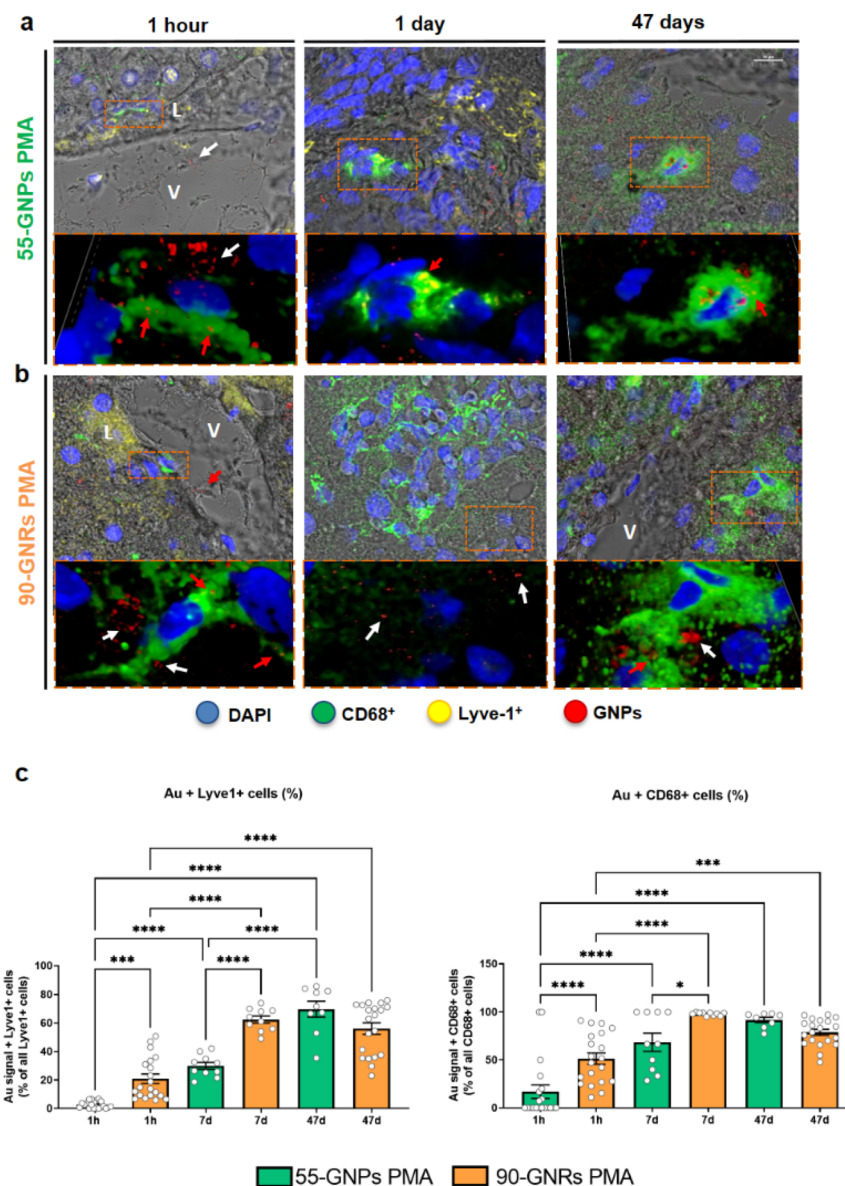 a
1 hour
1 day
47 days
55-GNPs PMA
L
V
b
90-GNRs PMA
L
V
V
DAPI
CD68+
Lyve-1+
GNPs
c
Au + Lyve1+ cells (%)
****
****
****
****
****
***
****
Au signal + Lyve1+ cells
(% of all Lyve1+ cells)
100
80
60
40
20
0
1h
1h
7d
7d
47d
47d
Au + CD68+ cells (%)
***
****
****
****
****
*
Au signal + CD68+ cells
(% of all CD68+ cells)
150
100
50
0
1h
1h
7d
7d
47d
47d
55-GNPs PMA
90-GNRs PMA